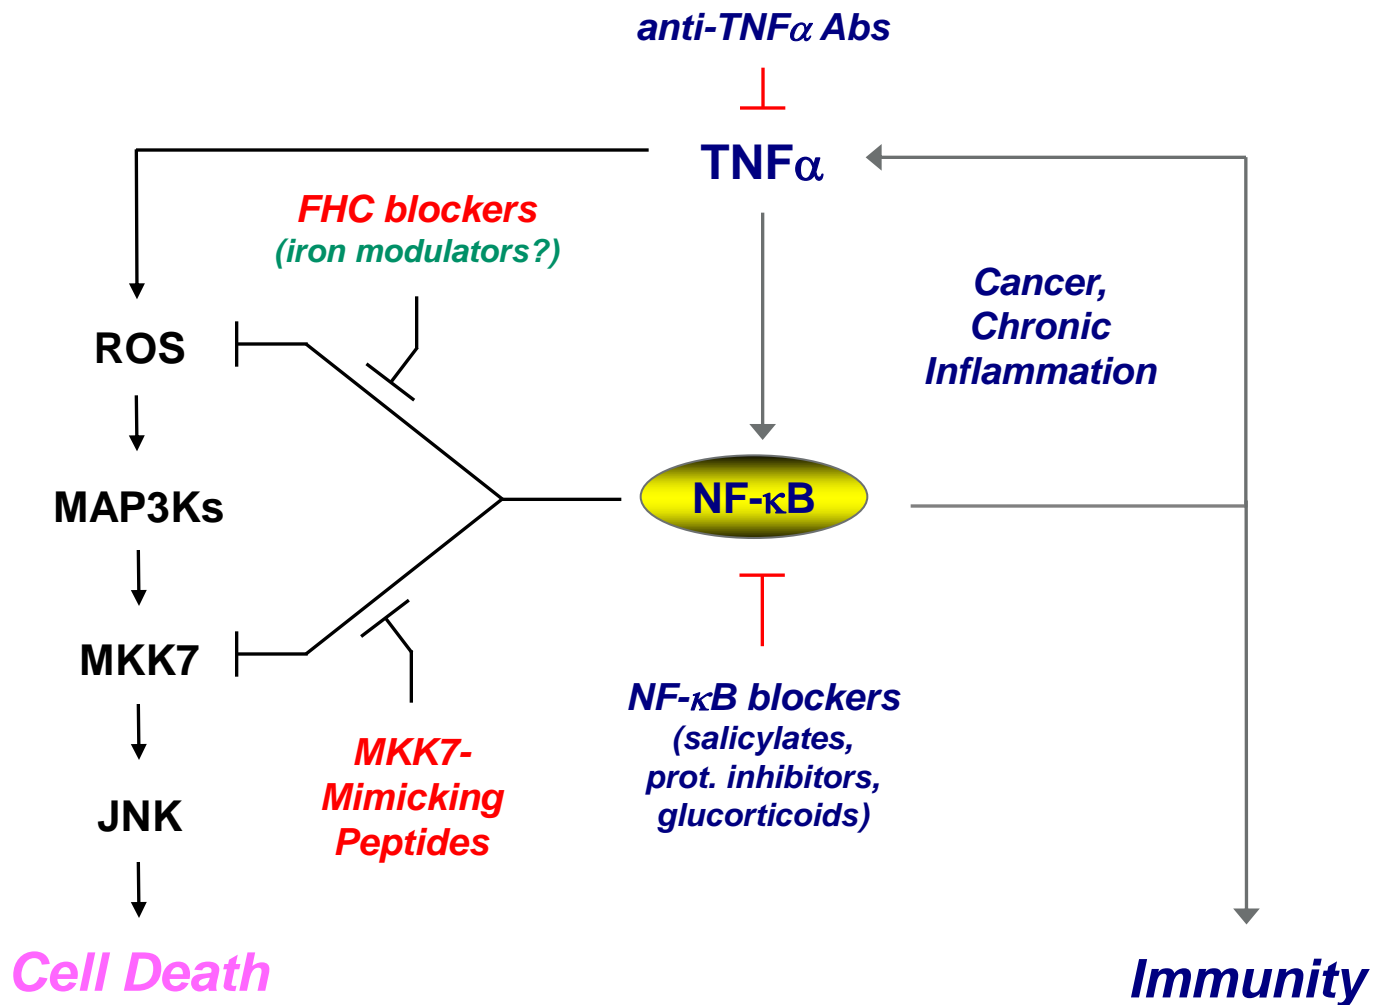 anti-TNFα Abs
TNFα
FHC blockers
(iron modulators?)
Cancer,
Chronic
Inflammation
ROS
MAP3Ks
NF-κB
MKK7
NF-κB blockers
(salicylates,
prot. inhibitors,
glucorticoids)
MKK7-
Mimicking
Peptides
JNK
Cell Death
Immunity